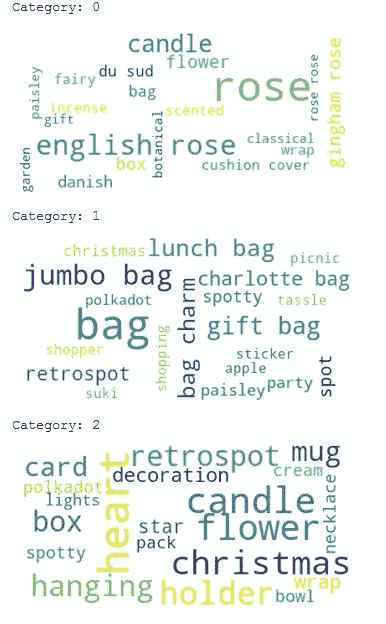 Category: 0
candle
flower
du sud
fairy
bag
rose
rose rose
gingham rose
paisley
incense
scented
gift
botanical
english rose
classical
wrap
box
cushion cover
garden
danish
Category: 1
christmas
lunch bag
picnic
jumbo bag
charlotte bag
polkadot
bag charm
spotty
tassle
bag
gift bag
shopper
shopping
sticker
apple
retrospot
spot
suki
paisley
party
Category: 2
retrospot
mug
card
heart
decoration
cream
polkadot
lights
candle
necklace
box
star
flower
pack
spotty
christmas
hanging
holder
wrap
bowl